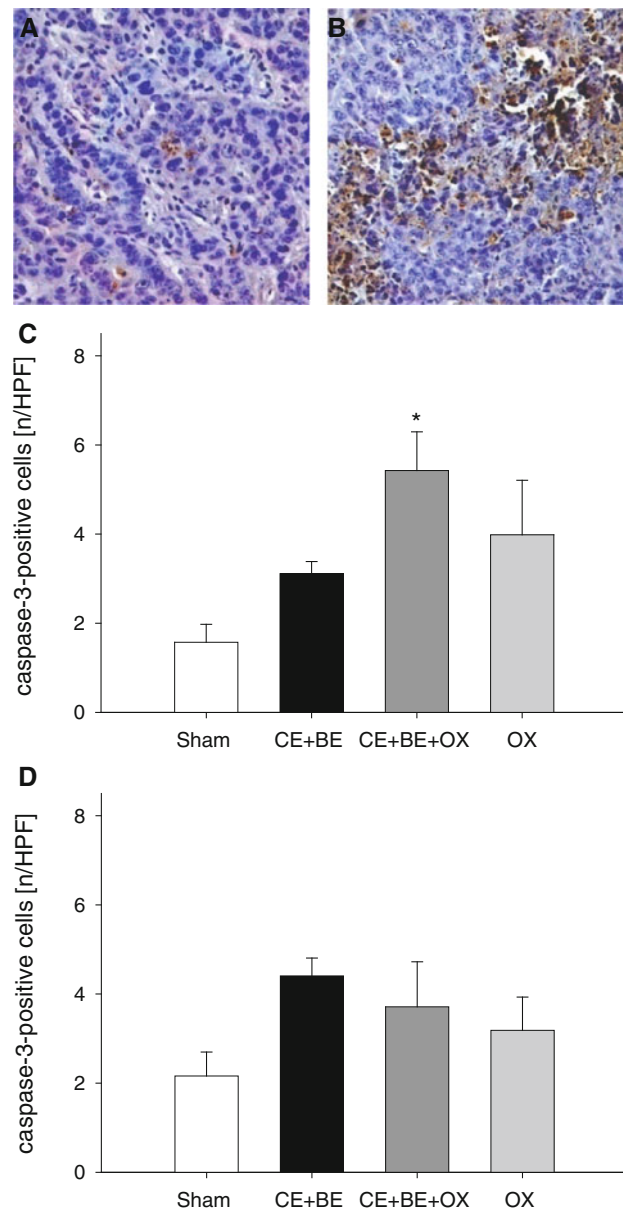 A
B
C
caspase-3-positive cells [n/HPF]
8
6
4
2
0
*
Sham CE+BE CE+BE+OX OX
D
caspase-3-positive cells [n/HPF]
8
6
4
2
0
Sham CE+BE CE+BE+OX OX